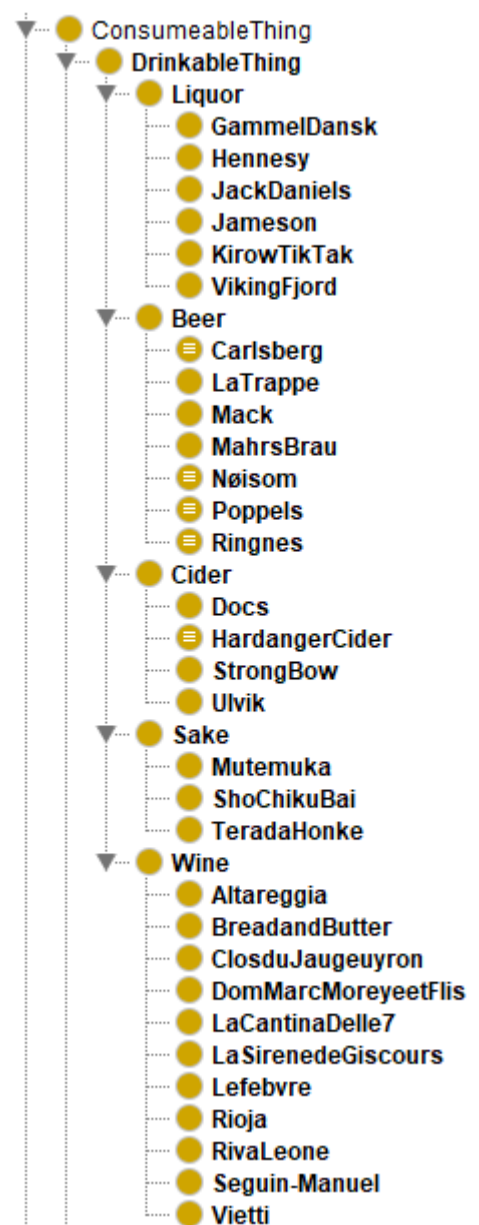 ConsumeableThing
DrinkableThing
Liquor
GammelDansk
Hennesy
JackDaniels
Jameson
KirowTikTak
VikingFjord
Beer
Carlsberg
LaTrappe
Mack
MahrsBrau
Nøisom
Poppels
Ringnes
Cider
Docs
HardangerCider
StrongBow
Ulvik
Sake
Mutemuka
ShoChikuBai
TeradaHonke
Wine
Altareggia
BreadandButter
ClosduJaugeuyron
DomMarcMoreyeetFlis
LaCantinaDelle7
LaSirenedeGiscours
Lefebvre
Rioja
RivaLeone
Seguin-Manuel
Vietti